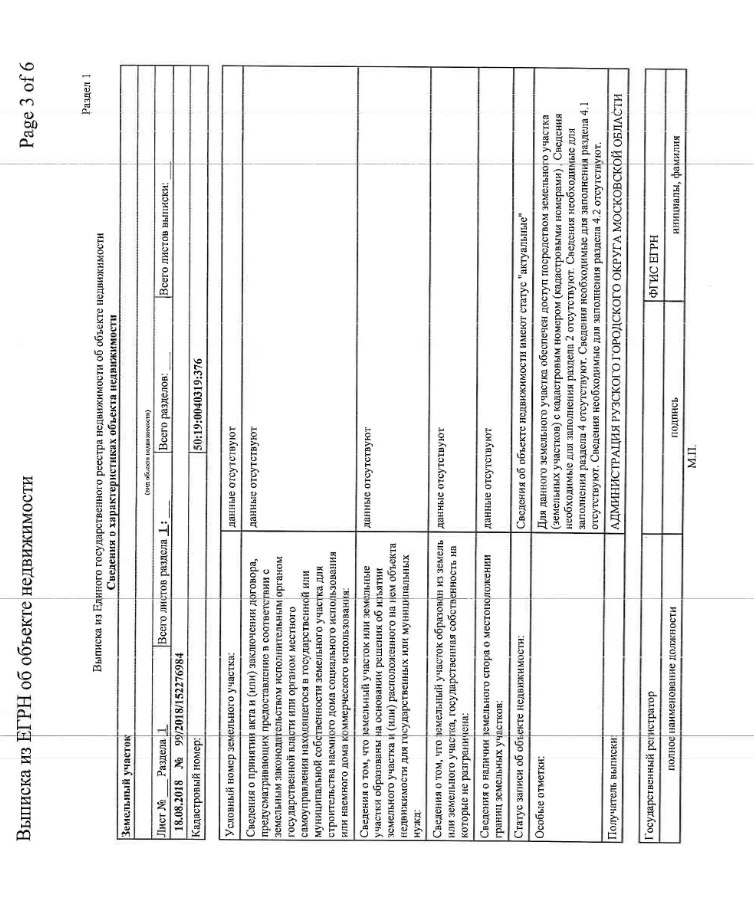 Выписка из ЕГРН об объекте недвижимости
Page 3 of 6
Раздел 1
Выписка из Единого государственного реестра недвижимости об объекте недвижимости
Сведения о характеристиках объекта недвижимости
Земельный участок
(вид объекта недвижимости)
Лист № ___ Раздела 1
Всего листов раздела 1 : ___
Всего разделов: ___
Всего листов выписки: ___
18.08.2018 № 99/2018/152276984
Кадастровый номер:
50:19:0040319:376
Условный номер земельного участка:
данные отсутствуют
Сведения о принятии акта и (или) заключении договора,
предусматривающих предоставление в соответствии с
земельным законодательством исполнительным органом
государственной власти или органом местного
самоуправления находящегося в государственной или
муниципальной собственности земельного участка для
строительства наемного дома социального использования
или наемного дома коммерческого использования:
данные отсутствуют
Сведения о том, что земельный участок или земельные
участки образованы на основании решения об изъятии
земельного участка и (или) расположенного на нем объекта
недвижимости для государственных или муниципальных
нужд:
данные отсутствуют
Сведения о том, что земельный участок образован из земель
или земельного участка, государственная собственность на
которые не разграничена:
данные отсутствуют
Сведения о наличии земельного спора о местоположении
границ земельных участков:
данные отсутствуют
Статус записи об объекте недвижимости:
Сведения об объекте недвижимости имеют статус "актуальные"
Особые отметки:
Для данного земельного участка обеспечен доступ посредством земельного участка
(земельных участков) с кадастровым номером (кадастровыми номерами) . Сведения
необходимые для заполнения раздела 2 отсутствуют. Сведения необходимые для
заполнения раздела 4 отсутствуют. Сведения необходимые для заполнения раздела 4.1
отсутствуют. Сведения необходимые для заполнения раздела 4.2 отсутствуют.
Получатель выписки:
АДМИНИСТРАЦИЯ РУЗСКОГО ГОРОДСКОГО ОКРУГА МОСКОВСКОЙ ОБЛАСТИ
Государственный регистратор
ФГИС ЕГРН
полное наименование должности
подпись
инициалы, фамилия
М.П.